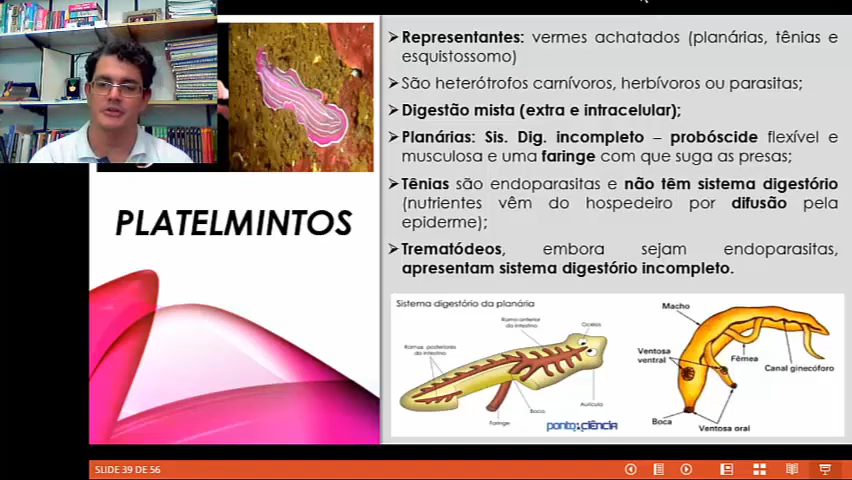 Representantes: vermes achatados (planárias, tênias e
esquistossomo)
São heterótrofos carnívoros, herbívoros ou parasitas;
Digestão mista (extra e intracelular);
Planárias: Sis. Dig. incompleto – probóscide flexível e
musculosa e uma faringe com que suga as presas;
Tênias são endoparasitas e não têm sistema digestório
(nutrientes vêm do hospedeiro por difusão pela
epiderme);
Trematódeos, embora sejam endoparasitas,
apresentam sistema digestório incompleto.
PLATELMINTOS
Sistema digestório da planária
Ramo anterior
do intestino
Ocelos
Ramos posteriores
do intestino
Aurícula
Boca
Faringe
ponto ciência
Macho
Ventosa
ventral
Fêmea
Canal ginecóforo
Boca
Ventosa oral
SLIDE 39 DE 56